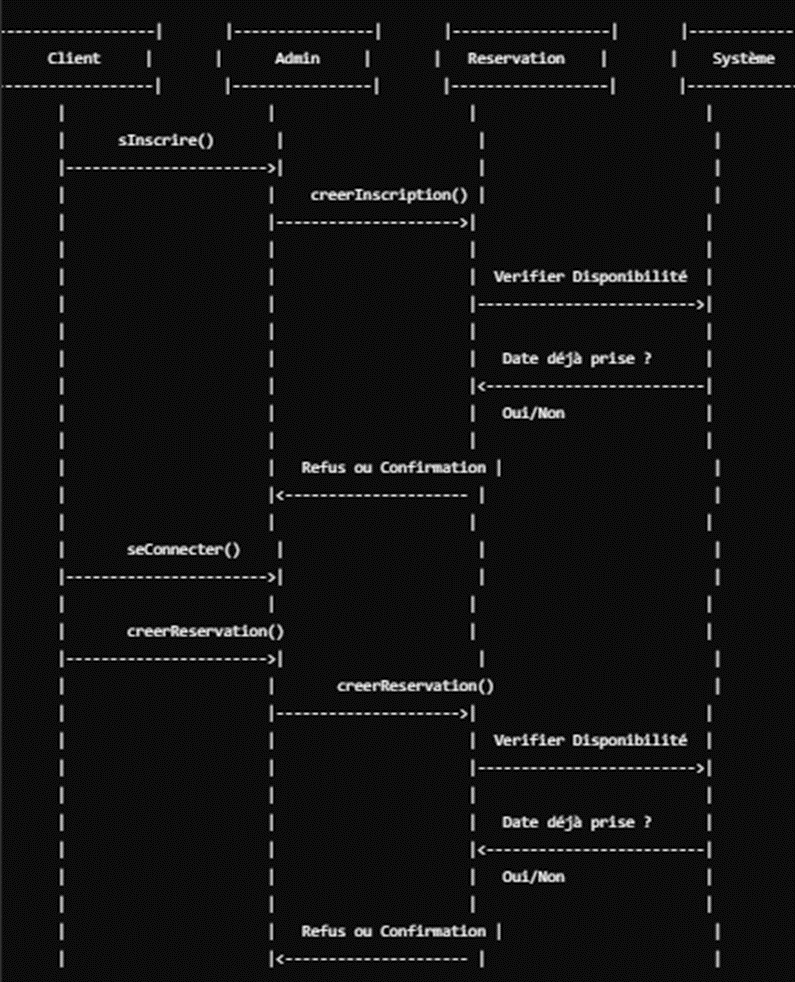 Client Admin Reservation Système
sInscrire()
creerInscription()
Verifier Disponibilité
Date déjà prise ?
Oui/Non
Refus ou Confirmation
seConnecter()
creerReservation()
creerReservation()
Verifier Disponibilité
Date déjà prise ?
Oui/Non
Refus ou Confirmation